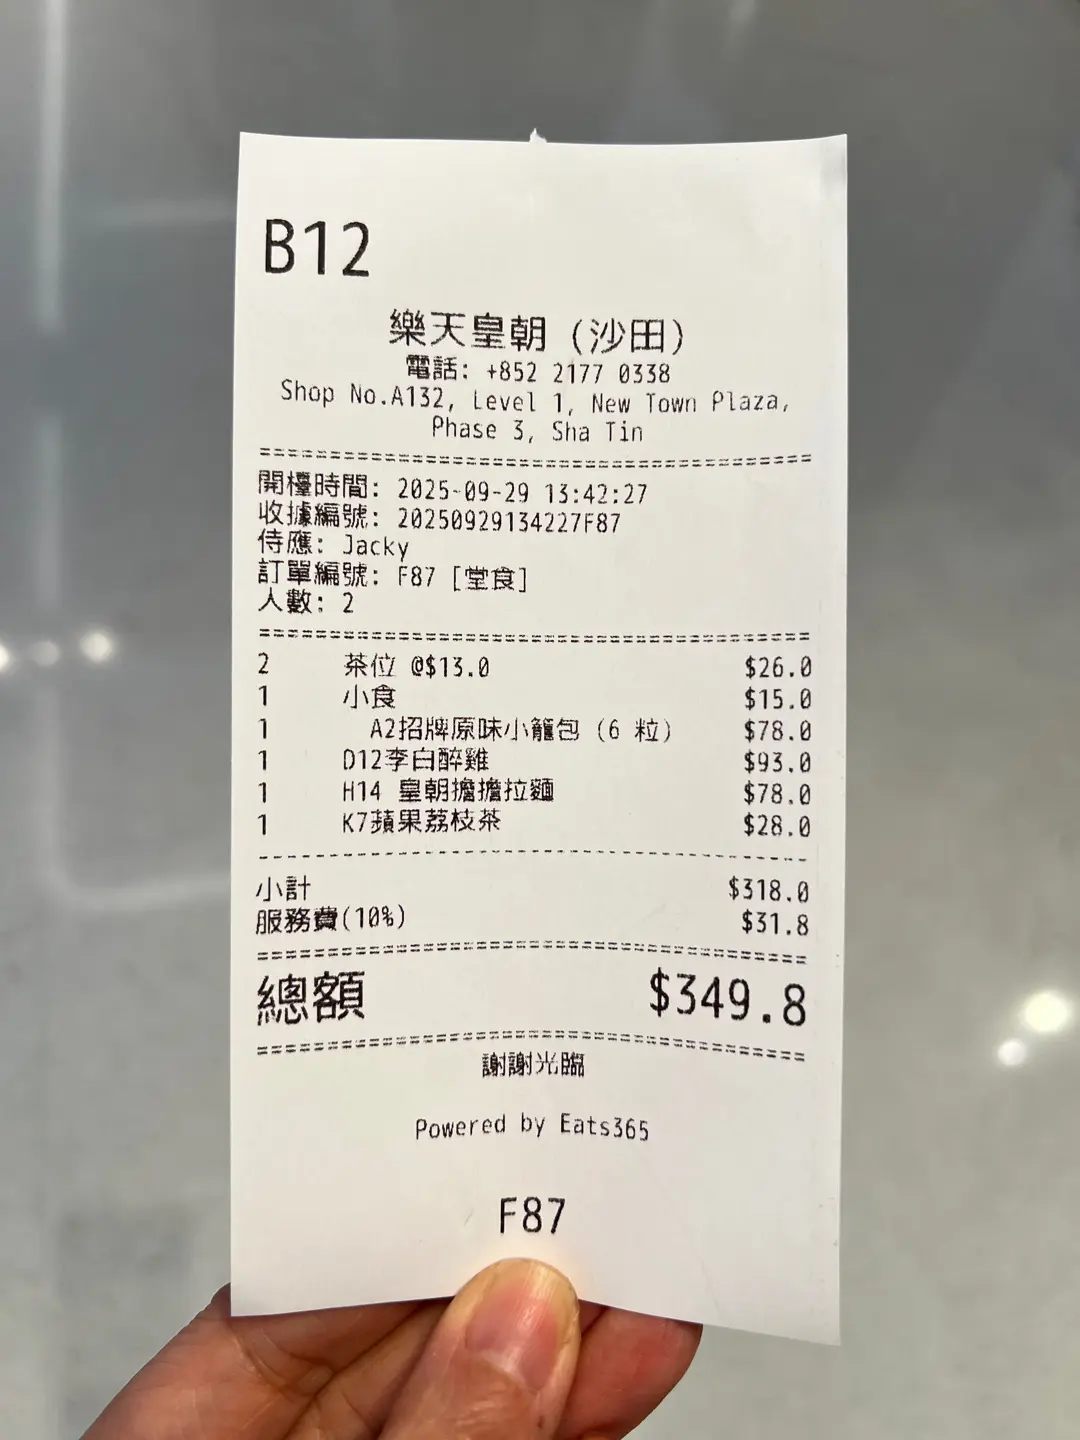 B12
樂天皇朝 (沙田)
電話: +852 2177 0338
Shop No.A132, Level 1, New Town Plaza,
Phase 3, Sha Tin
開檯時間: 2025-09-29 13:42:27
收據編號: 20250929134227F87
侍應: Jacky
訂單編號: F87 [堂食]
人數: 2
2 茶位 @$13.0 $26.0
1 小食 $15.0
1 A2招牌原味小籠包 (6 粒) $78.0
1 D12李白醉雞 $93.0
1 H14 皇朝擔擔拉麵 $78.0
1 K7蘋果荔枝茶 $28.0
小計 $318.0
服務費(10%) $31.8
總額 $349.8
謝謝光臨
Powered by Eats365
F87